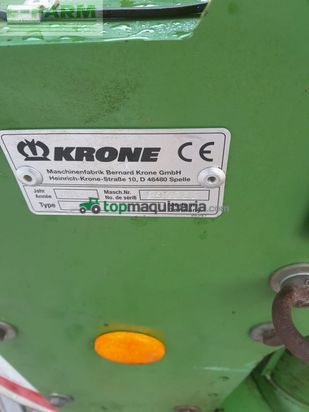 FARM
KRONE CE
Maschinenfabrik Bernard Krone GmbH
Heinrich-Krone-Straße 10, D 48480 Spelle
Jahr
Année
Masch.Nr.
No. de série
Type
topmaquinaria